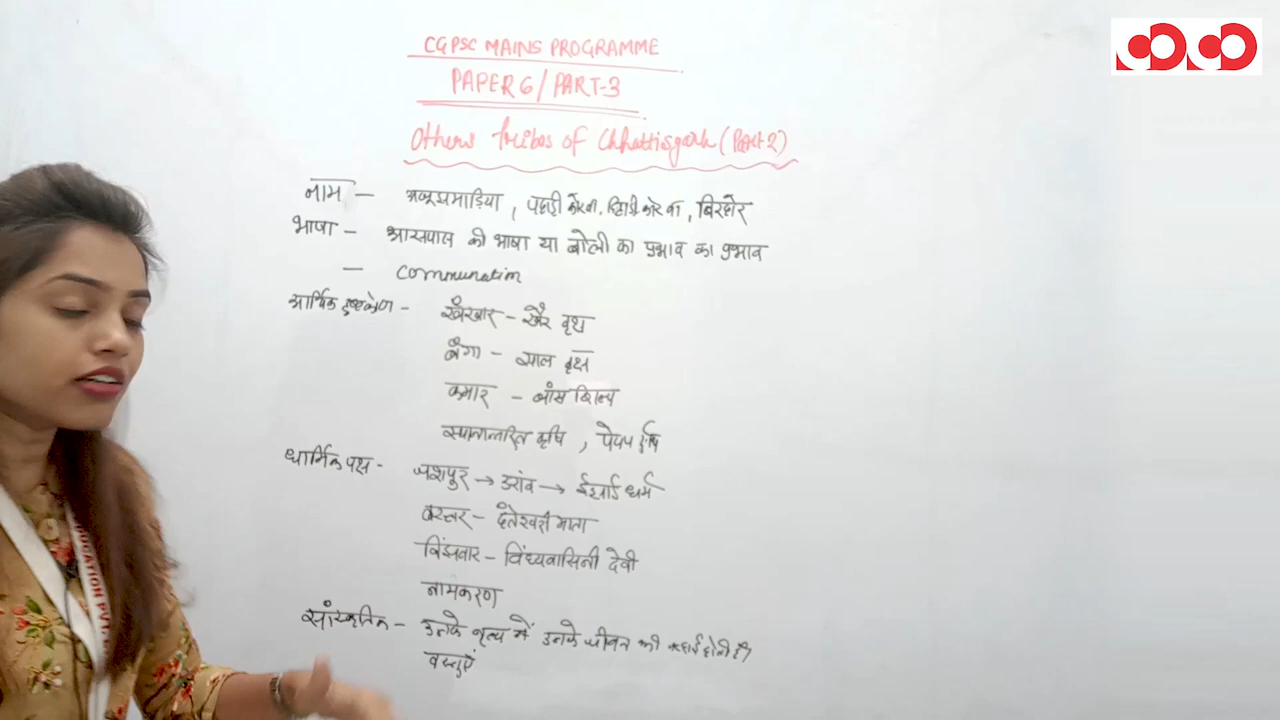 CGPSC MAINS PROGRAMME
PAPER 6 / PART-3
Others tribes of Chhattisgarh (Part 2)
नाम - अबूझमाड़िया, पहाड़ी कोरवा, बिरहोर
भाषा - आसपास की भाषा या बोली का प्रभाव का प्रभाव
-
आर्थिक - खैरवार - खैर वृक्ष
बैगा - साल वृक्ष
कमार - बांस शिल्प
स्थानान्तरित कृषि,
धार्मिक पक्ष - जशपुर → उरांव → ईसाई धर्म
बस्तर - दंतेश्वरी माता
बिंझवार - विंध्यवासिनी देवी
नामकरण
सांस्कृतिक - उनके नृत्य में उनके जीवन की
वस्तुएं